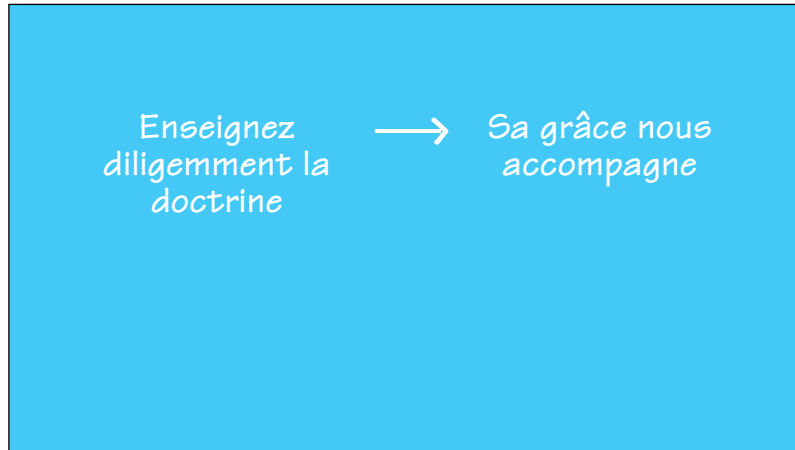 Enseignez
diligemment la
doctrine
Sa grâce nous
accompagne